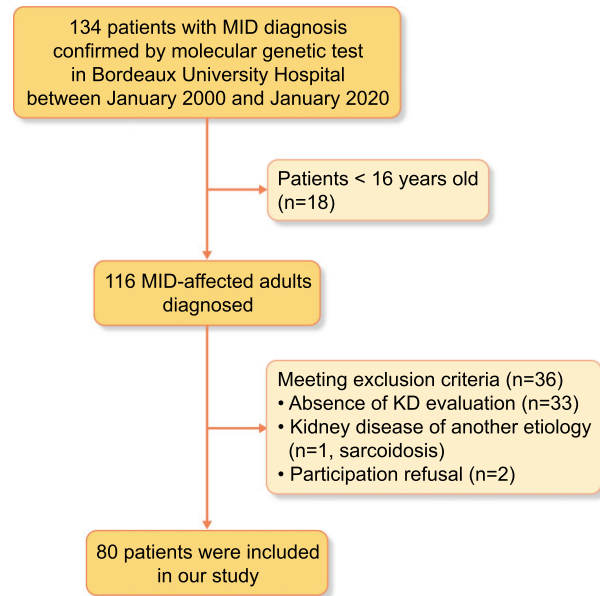 134 patients with MID diagnosis
confirmed by molecular genetic test
in Bordeaux University Hospital
between January 2000 and January 2020
Patients < 16 years old
(n=18)
116 MID-affected adults
diagnosed
Meeting exclusion criteria (n=36)
• Absence of KD evaluation (n=33)
• Kidney disease of another etiology
(n=1, sarcoidosis)
• Participation refusal (n=2)
80 patients were included
in our study